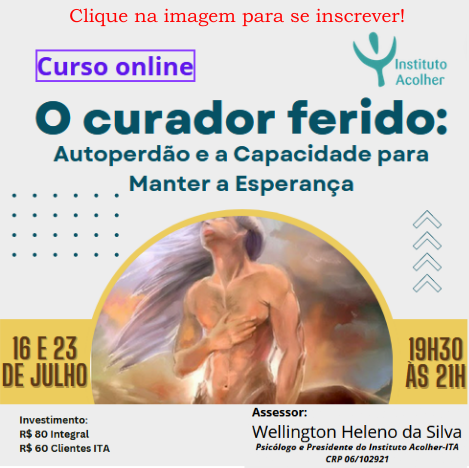 Clique na imagem para se inscrever!
Instituto
Acolher
Curso online
O curador ferido:
Autoperdão e a Capacidade para
Manter a Esperança
16 E 23
DE JULHO
19H30
ÀS 21H
Investimento:
R$ 80 Integral
R$ 60 Clientes ITA
Assessor:
Wellington Heleno da Silva
Psicólogo e Presidente do Instituto Acolher-ITA
CRP 06/102921